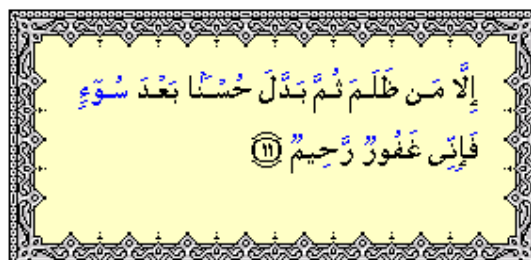 إِلَّا مَن ظَلَمَ ثُمَّ بَدَّلَ حُسْنًۢا بَعْدَ سُوٓءٍ
فَإِنِّى غَفُورٌ رَّحِيمٌ ١١